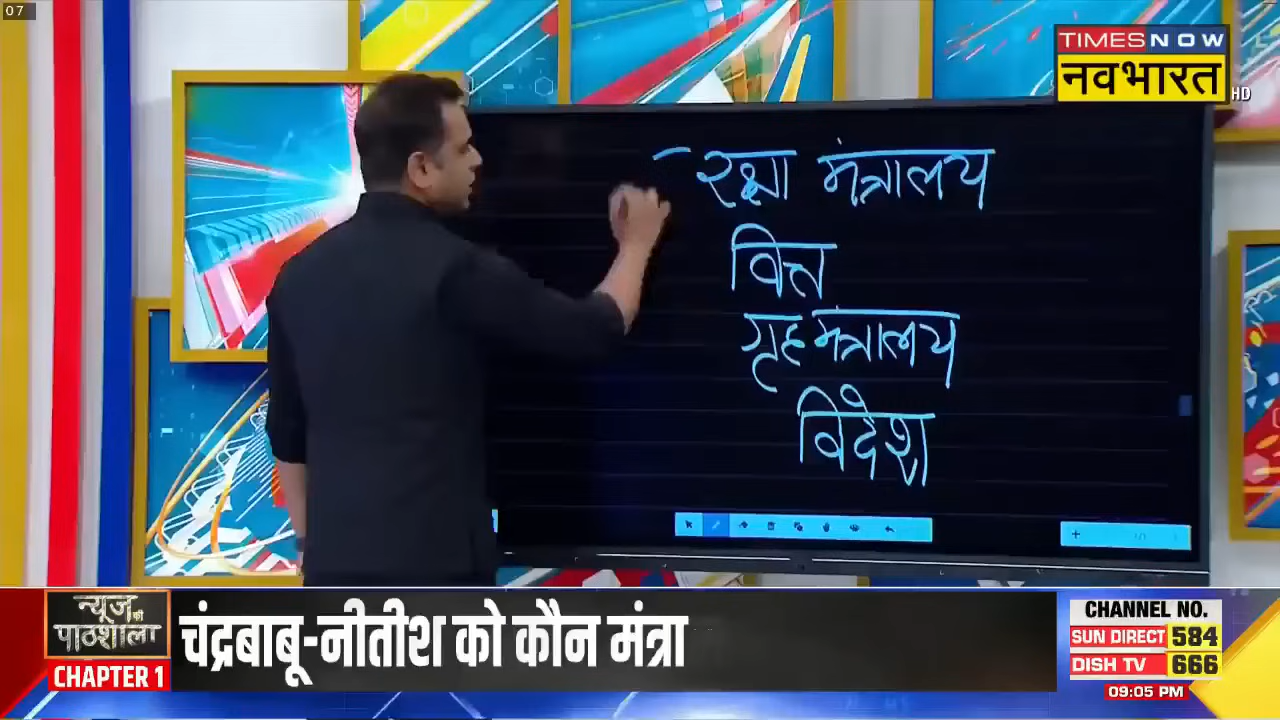 07
TIMES NOW
नवभारत
HD
रक्षा मंत्रालय
वित्त
गृह मंत्रालय
विदेश
न्यूज़ की
पाठशाला
CHAPTER 1
चंद्रबाबू-नीतीश को कौन मंत्रा
CHANNEL NO.
SUN DIRECT 584
DISH TV 666
09:05 PM